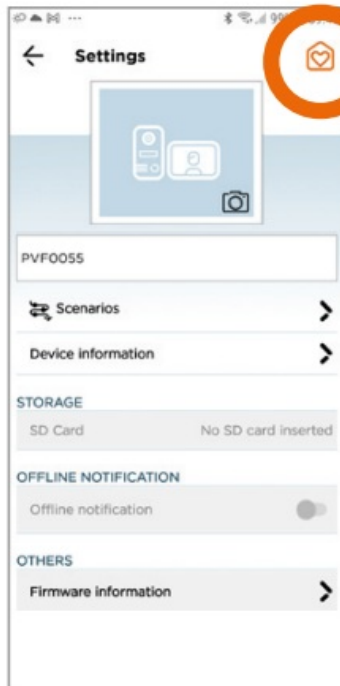 Settings
PVF0055
Scenarios
Device information
STORAGE
SD Card No SD card inserted
OFFLINE NOTIFICATION
Offline notification
OTHERS
Firmware information